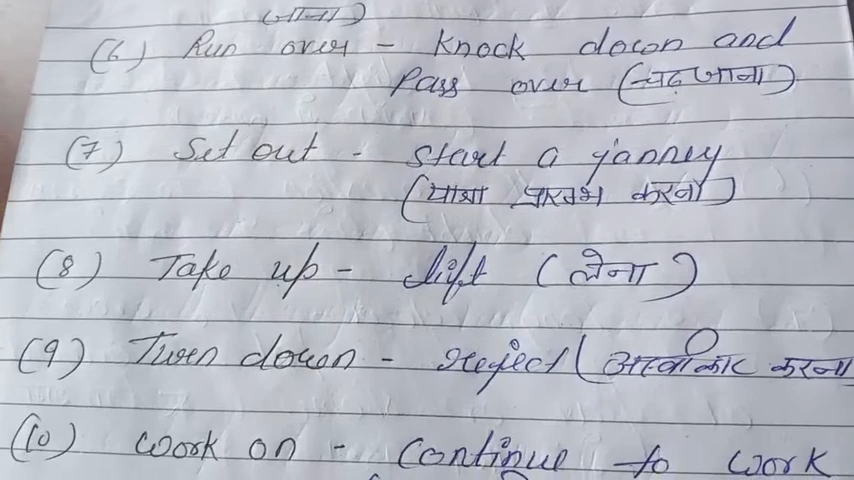 (जाना)
(6) Run over - Knock down and
Pass over (चढ़ जाना)
(7) Set out - Start a janney
(यात्रा प्रारम्भ करना)
(8) Take up - lift (लेना)
(9) Turn down - reject (अस्वीकार करना
(10) Work on - Continue to work